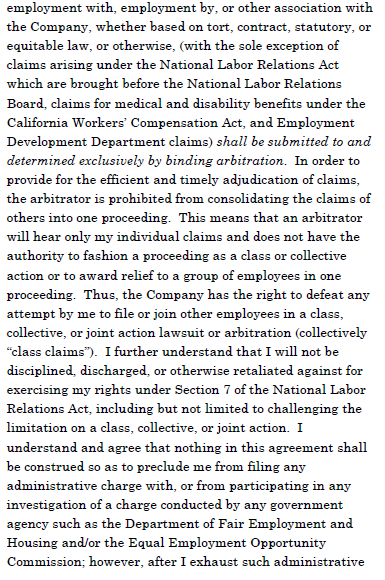 employment with, employment by, or other association with
the Company, whether based on tort, contract, statutory, or
equitable law, or otherwise, (with the sole exception of
claims arising under the National Labor Relations Act
which are brought before the National Labor Relations
Board, claims for medical and disability benefits under the
California Workers’ Compensation Act, and Employment
Development Department claims) shall be submitted to and
determined exclusively by binding arbitration. In order to
provide for the efficient and timely adjudication of claims,
the arbitrator is prohibited from consolidating the claims of
others into one proceeding. This means that an arbitrator
will hear only my individual claims and does not have the
authority to fashion a proceeding as a class or collective
action or to award relief to a group of employees in one
proceeding. Thus, the Company has the right to defeat any
attempt by me to file or join other employees in a class,
collective, or joint action lawsuit or arbitration (collectively
“class claims”). I further understand that I will not be
disciplined, discharged, or otherwise retaliated against for
exercising my rights under Section 7 of the National Labor
Relations Act, including but not limited to challenging the
limitation on a class, collective, or joint action. I
understand and agree that nothing in this agreement shall
be construed so as to preclude me from filing any
administrative charge with, or from participating in any
investigation of a charge conducted by any government
agency such as the Department of Fair Employment and
Housing and/or the Equal Employment Opportunity
Commission; however, after I exhaust such administrative